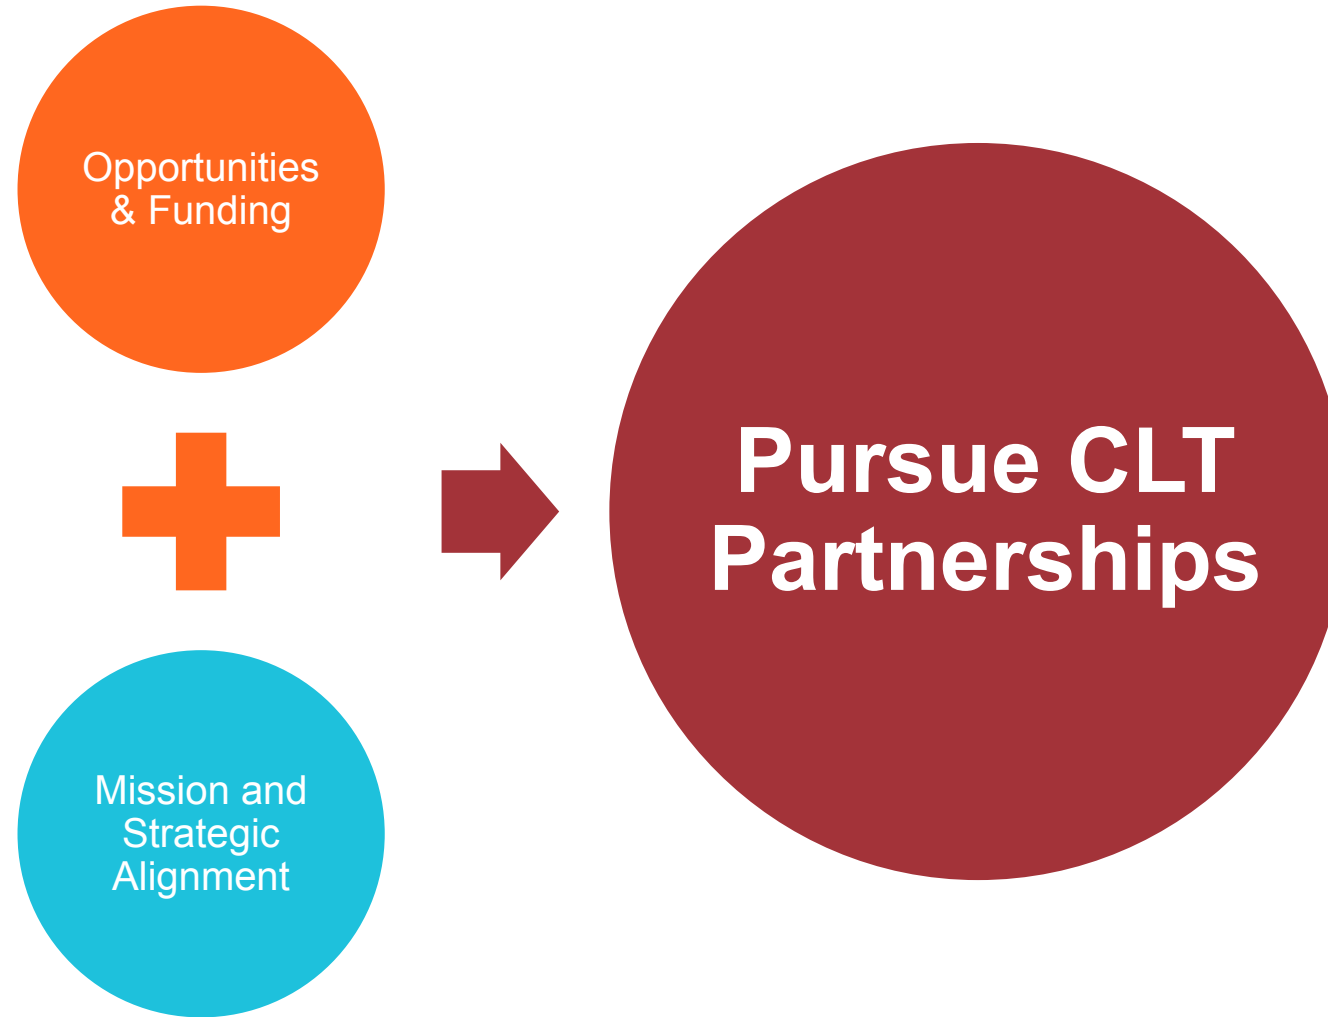 Opportunities
& Funding
Mission and
Strategic
Alignment
Pursue CLT
Partnerships